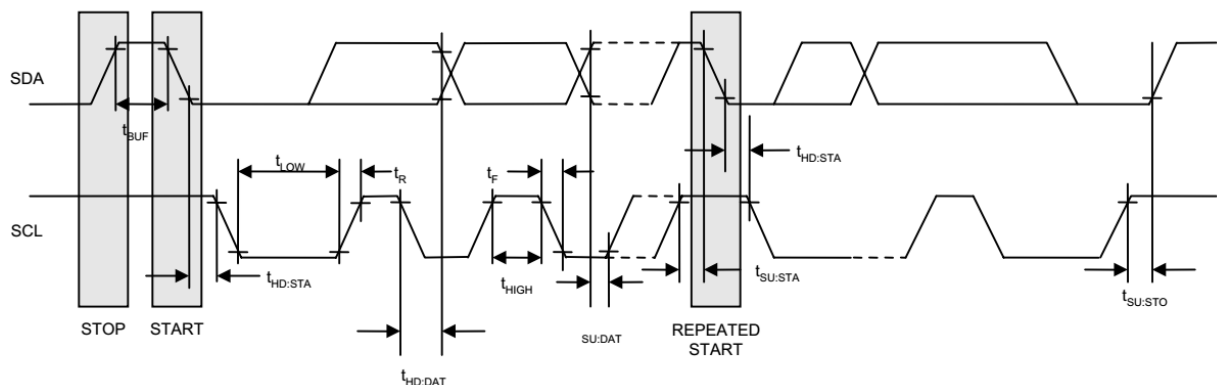 SDA
tBUF
tHD:STA
tLOW
tR
tF
SCL
tHD:STA
tHIGH
tSU:STA
tSU:STO
STOP
START
SU:DAT
REPEATED
START
tHD:DAT